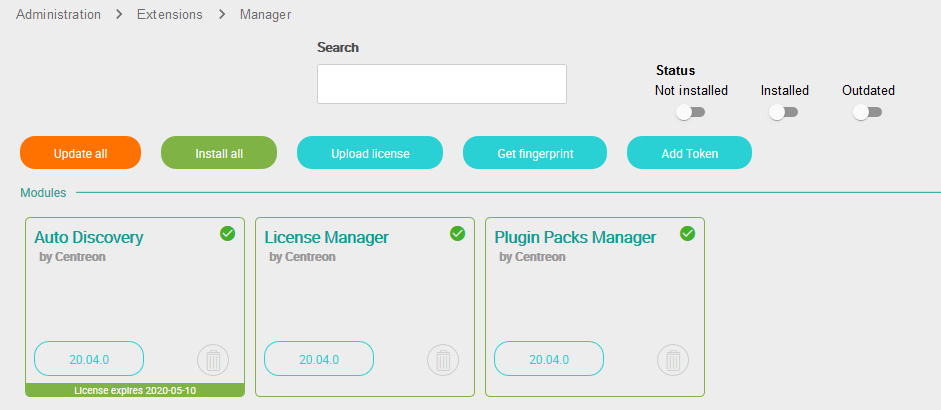 Administration > Extensions > Manager
Search
Status
Not installed Installed Outdated
Update all Install all Upload license Get fingerprint Add Token
Modules
Auto Discovery License Manager Plugin Packs Manager
by Centreon by Centreon by Centreon
20.04.0 20.04.0 20.04.0
License expires 2020-05-10